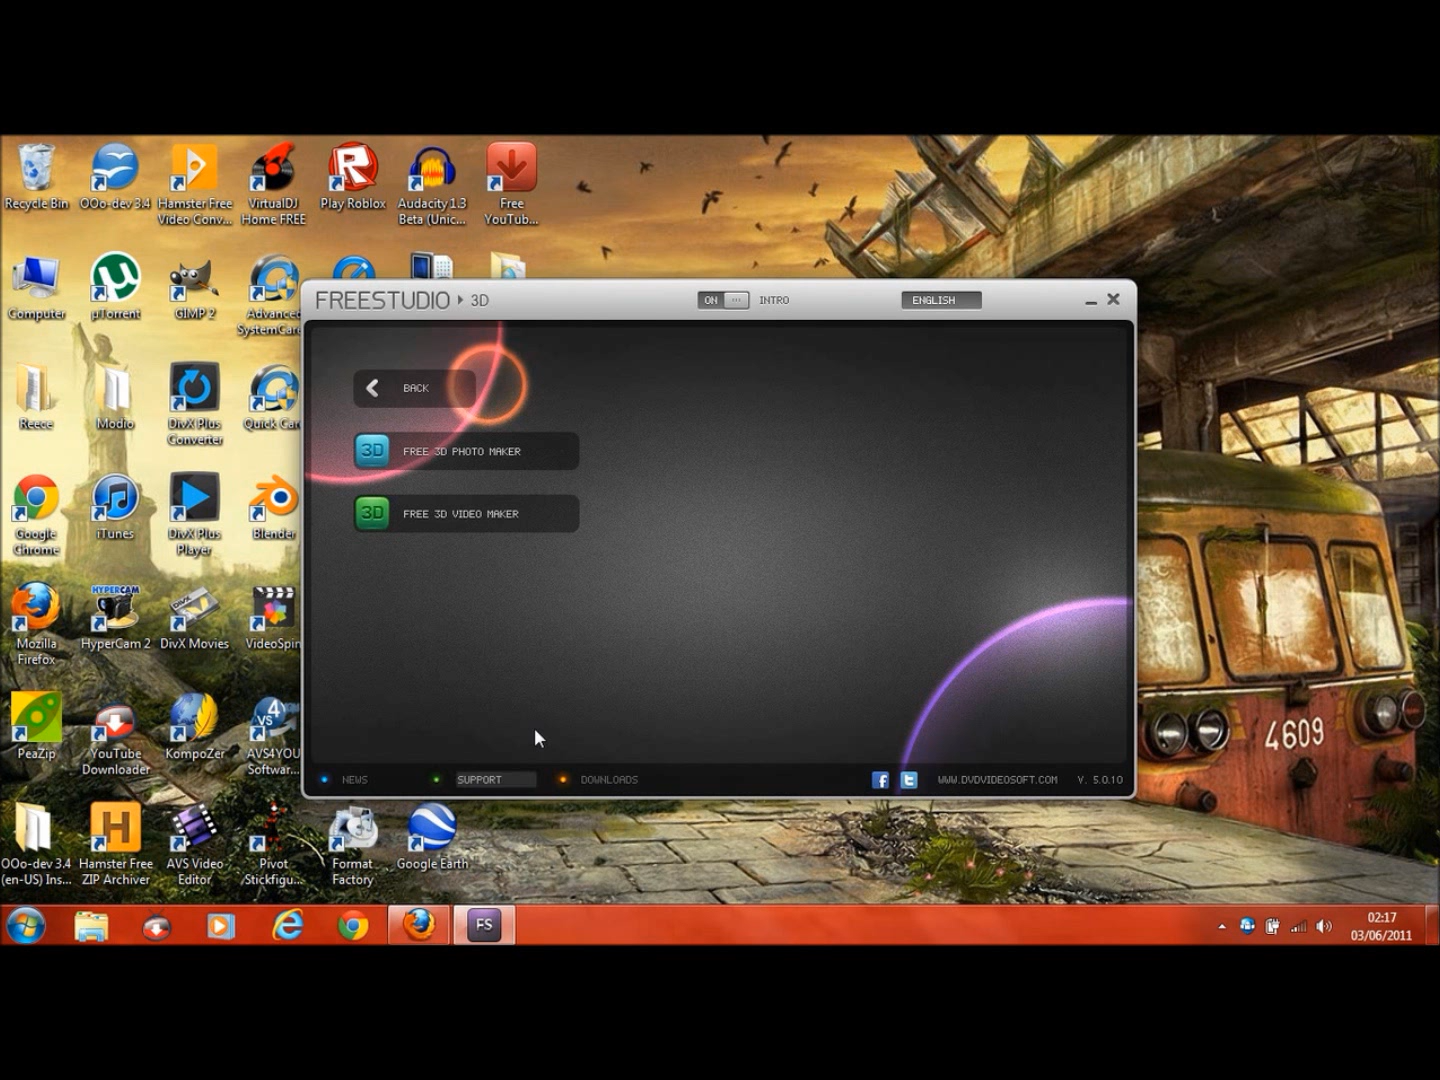 Recycle Bin
OOo-dev 3.4
Hamster Free
Video Conv...
VirtualDJ
Home FREE
Play Roblox
Audacity 1.3
Beta (Unic...
Free
YouTub...
Computer
µTorrent
GIMP 2
Advanced
SystemCare
FREESTUDIO
3D
ON
INTRO
ENGLISH
BACK
3D
FREE 3D PHOTO MAKER
3D
FREE 3D VIDEO MAKER
Reece
Modio
DivX Plus
Converter
Quick Car
Google
Chrome
iTunes
DivX Plus
Player
Blender
HYPERCAM
Mozilla
Firefox
HyperCam 2
DIVX
DivX Movies
VideoSpin
PeaZip
YouTube
Downloader
KompoZer
4
VS
AVS4YOU
Softwar...
NEWS
SUPPORT
DOWNLOADS
f
t
WWW.DVDVIDEOSOFT.COM
V. 5.0.10
4609
OOo-dev 3.4
(en-US) Ins...
H
Hamster Free
ZIP Archiver
AVS Video
Editor
Pivot
Stickfigu...
Format
Factory
Google Earth
FS
02:17
03/06/2011